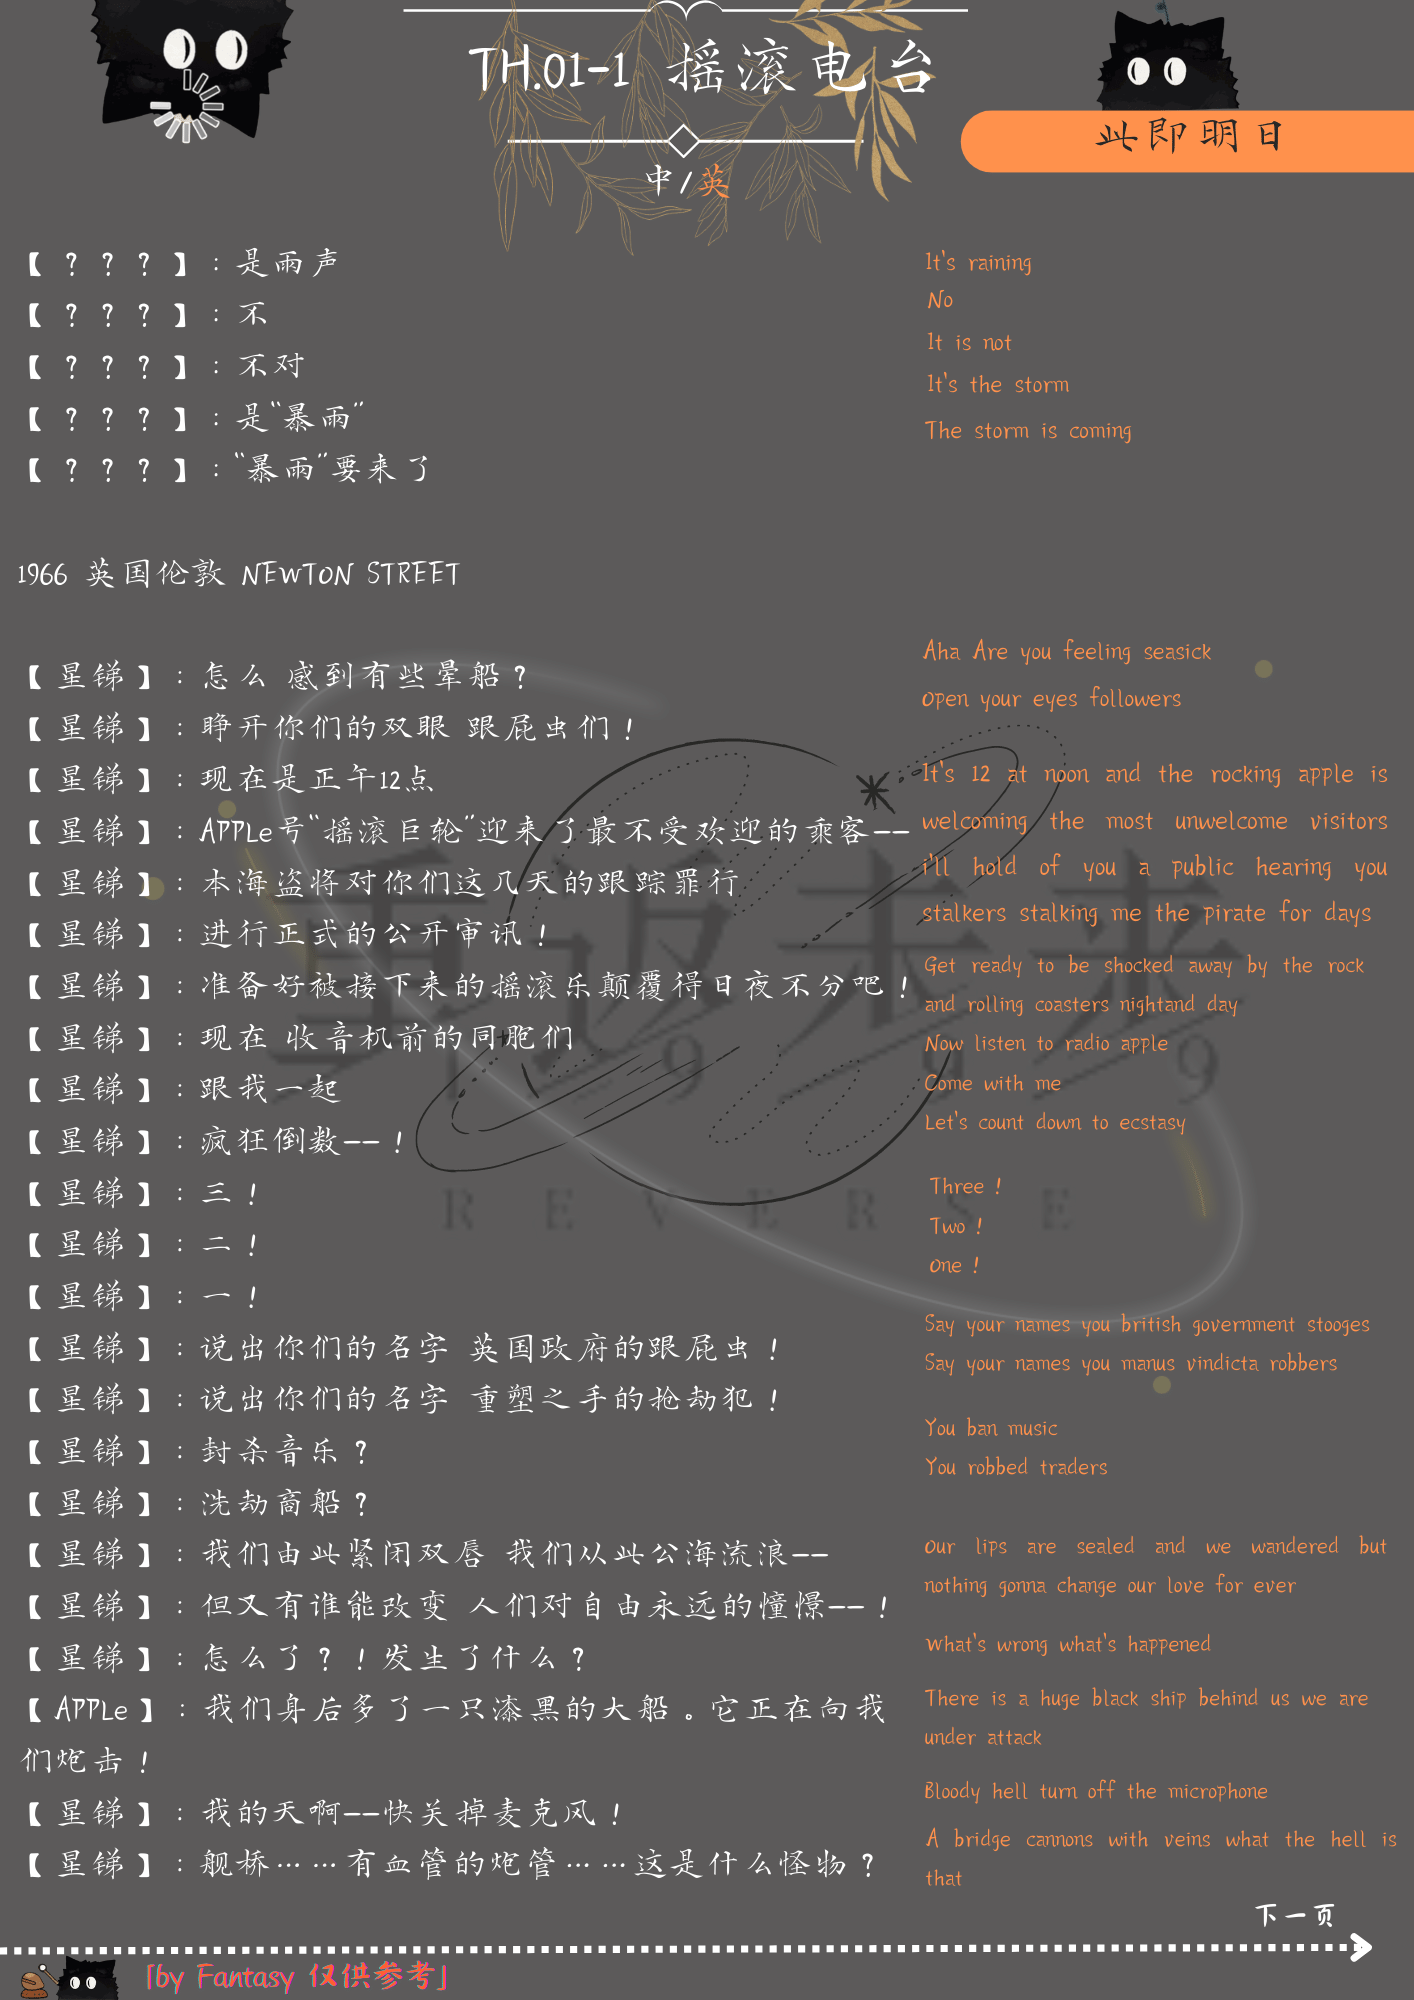 TH.01-1 摇滚电台
此即明日
中/英
【???】:是雨声
【???】:不
【???】:不对
【???】:是“暴雨”
【???】:“暴雨”要来了
It's raining
No
It is not
It's the storm
The storm is coming
1966 英国伦敦 NEWTON STREET
【星锑】:怎么 感到有些晕船?
【星锑】:睁开你们的双眼 跟屁虫们!
【星锑】:现在是正午12点
【星锑】:APPLe号“摇滚巨轮”迎来了最不受欢迎的乘客——
【星锑】:本海盗将对你们这几天的跟踪罪行
【星锑】:进行正式的公开审讯!
【星锑】:准备好被接下来的摇滚乐颠覆得日夜不分吧!
【星锑】:现在 收音机前的同胞们
【星锑】:跟我一起
【星锑】:疯狂倒数——!
【星锑】:三!
【星锑】:二!
【星锑】:一!
【星锑】:说出你们的名字 英国政府的跟屁虫!
【星锑】:说出你们的名字 重塑之手的抢劫犯!
【星锑】:封杀音乐?
【星锑】:洗劫商船?
【星锑】:我们由此紧闭双唇 我们从此公海流浪——
【星锑】:但又有谁能改变 人们对自由永远的憧憬——!
【星锑】:怎么了?!发生了什么?
【APPLe】:我们身后多了一只漆黑的大船。它正在向我
们炮击!
【星锑】:我的天啊——快关掉麦克风!
【星锑】:舰桥……有血管的炮管……这是什么怪物?
Aha Are you feeling seasick
Open your eyes followers
It's 12 at noon and the rocking apple is
welcoming the most unwelcome visitors
i'll hold of you a public hearing you
stalkers stalking me the pirate for days
Get ready to be shocked away by the rock
and rolling coasters nightand day
Now listen to radio apple
Come with me
Let's count down to ecstasy
Three !
Two !
One !
Say your names you british government stooges
Say your names you manus vindicta robbers
You ban music
You robbed traders
Our lips are sealed and we wandered but
nothing gonna change our love for ever
What's wrong what's happened
There is a huge black ship behind us we are
under attack
Bloody hell turn off the microphone
A bridge cannons with veins what the hell is
that
重返未来
1 9 9 9
REVERSE
下一页
「by Fantasy 仅供参考」